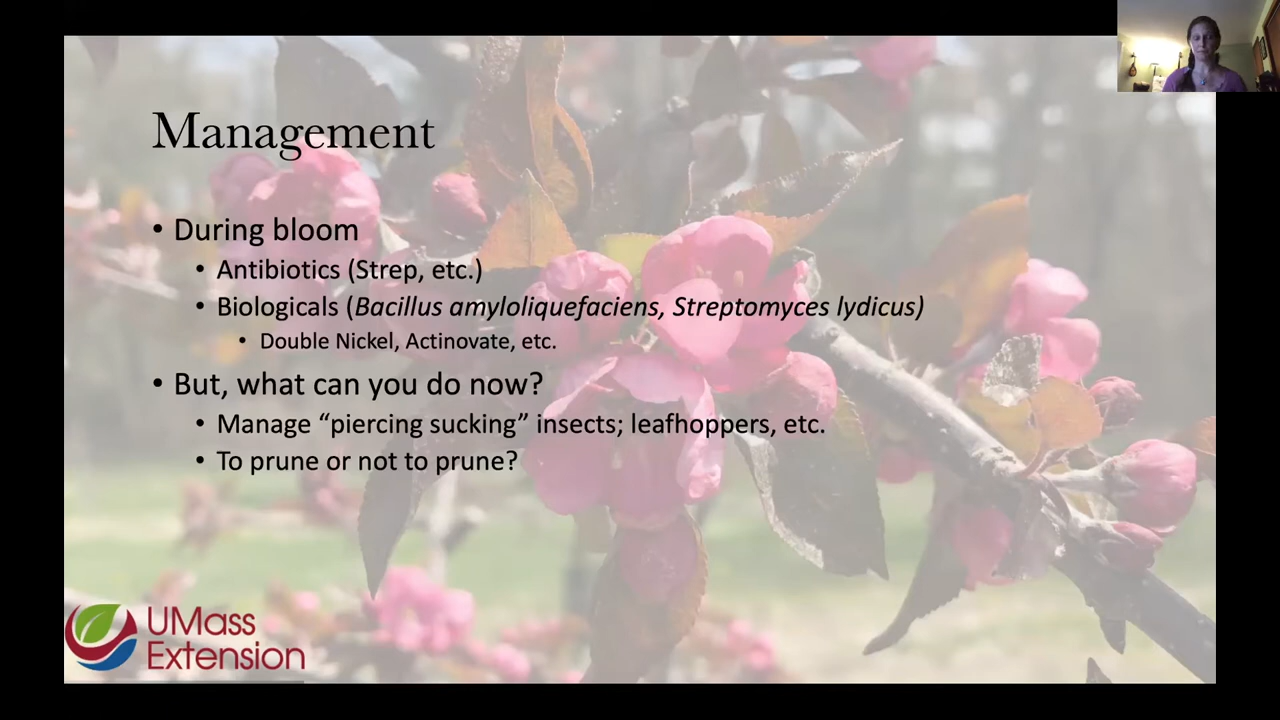 Management
• During bloom
• Antibiotics (Strep, etc.)
• Biologicals (Bacillus amyloliquefaciens, Streptomyces lydicus)
• Double Nickel, Actinovate, etc.
• But, what can you do now?
• Manage “piercing sucking” insects; leafhoppers, etc.
• To prune or not to prune?
UMass
Extension